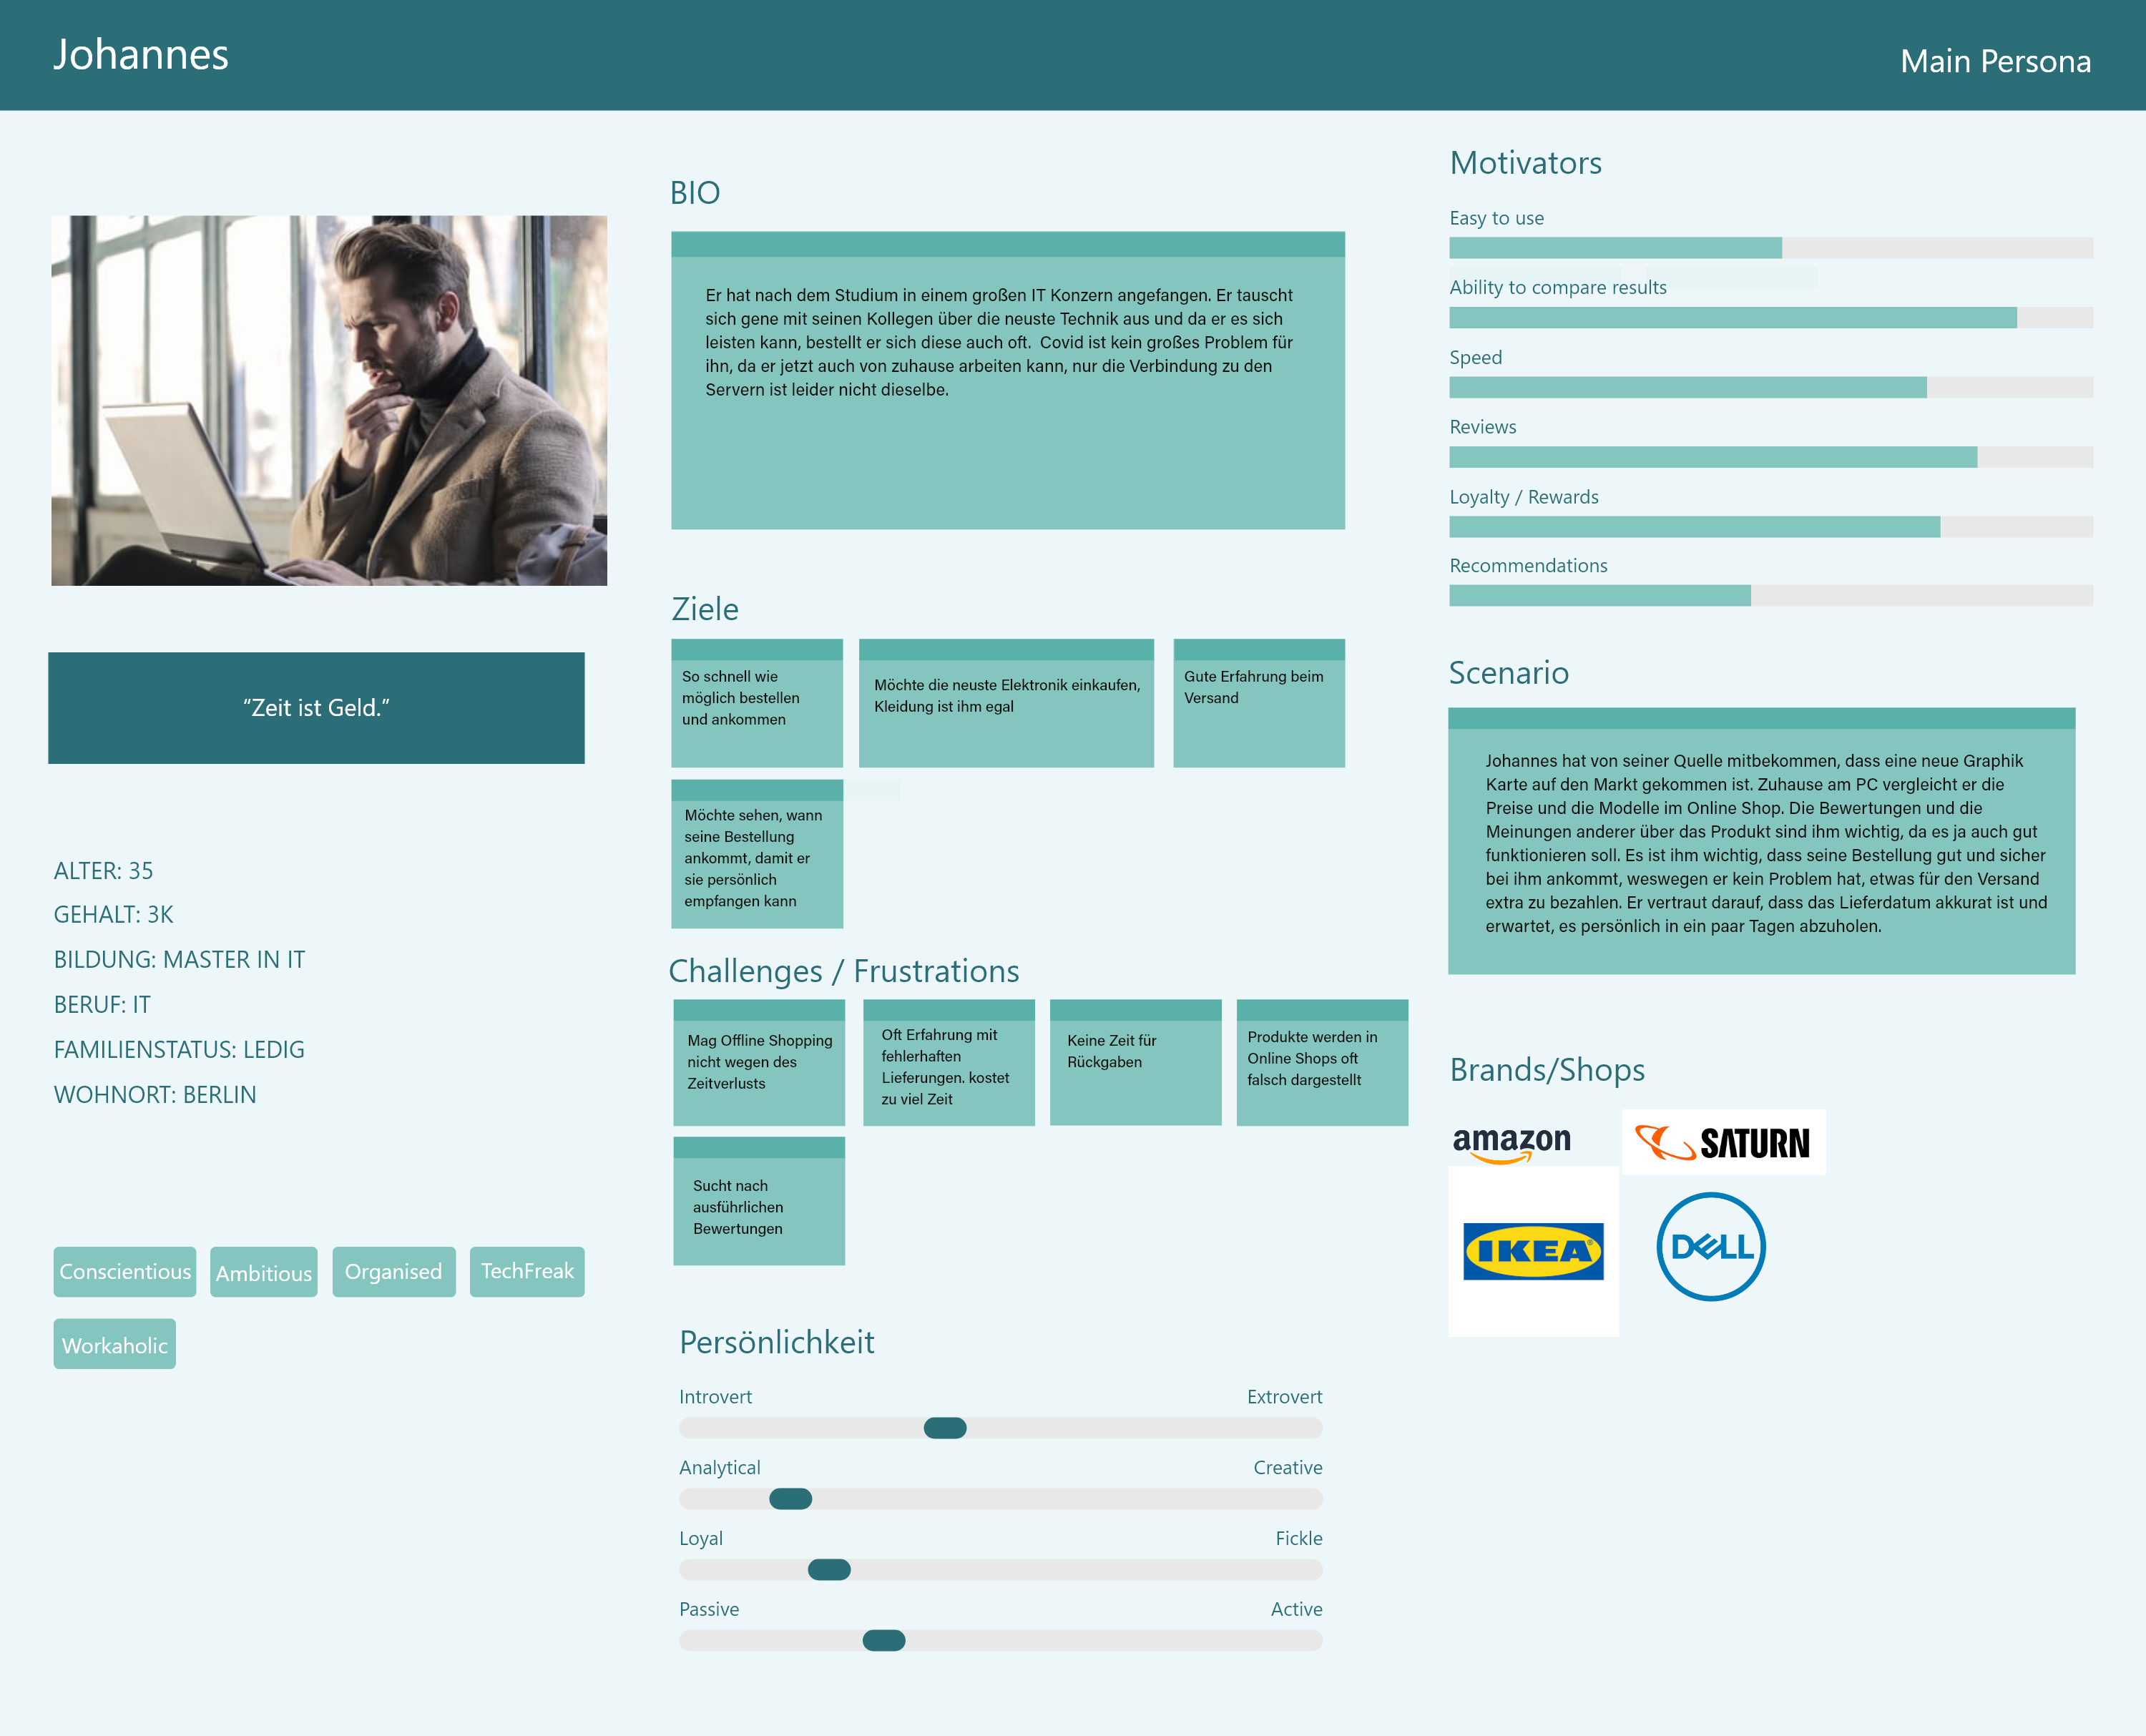 Johannes
Main Persona
“Zeit ist Geld.”
ALTER: 35
GEHALT: 3K
BILDUNG: MASTER IN IT
BERUF: IT
FAMILIENSTATUS: LEDIG
WOHNORT: BERLIN
Conscientious
Ambitious
Organised
TechFreak
Workaholic
BIO
Er hat nach dem Studium in einem großen IT Konzern angefangen. Er tauscht
sich gene mit seinen Kollegen über die neuste Technik aus und da er es sich
leisten kann, bestellt er sich diese auch oft.  Covid ist kein großes Problem für
ihn, da er jetzt auch von zuhause arbeiten kann, nur die Verbindung zu den
Servern ist leider nicht dieselbe.
Ziele
So schnell wie
möglich bestellen
und ankommen
Möchte die neuste Elektronik einkaufen,
Kleidung ist ihm egal
Gute Erfahrung beim
Versand
Möchte sehen, wann
seine Bestellung
ankommt, damit er
sie persönlich
empfangen kann
Challenges / Frustrations
Mag Offline Shopping
nicht wegen des
Zeitverlusts
Oft Erfahrung mit
fehlerhaften
Lieferungen. kostet
zu viel Zeit
Keine Zeit für
Rückgaben
Produkte werden in
Online Shops oft
falsch dargestellt
Sucht nach
ausführlichen
Bewertungen
Persönlichkeit
Introvert
Extrovert
Analytical
Creative
Loyal
Fickle
Passive
Active
Motivators
Easy to use
Ability to compare results
Speed
Reviews
Loyalty / Rewards
Recommendations
Scenario
Johannes hat von seiner Quelle mitbekommen, dass eine neue Graphik
Karte auf den Markt gekommen ist. Zuhause am PC vergleicht er die
Preise und die Modelle im Online Shop. Die Bewertungen und die
Meinungen anderer über das Produkt sind ihm wichtig, da es ja auch gut
funktionieren soll. Es ist ihm wichtig, dass seine Bestellung gut und sicher
bei ihm ankommt, weswegen er kein Problem hat, etwas für den Versand
extra zu bezahlen. Er vertraut darauf, dass das Lieferdatum akkurat ist und
erwartet, es persönlich in ein paar Tagen abzuholen.
Brands/Shops
amazon
SATURN
IKEA®
DELL